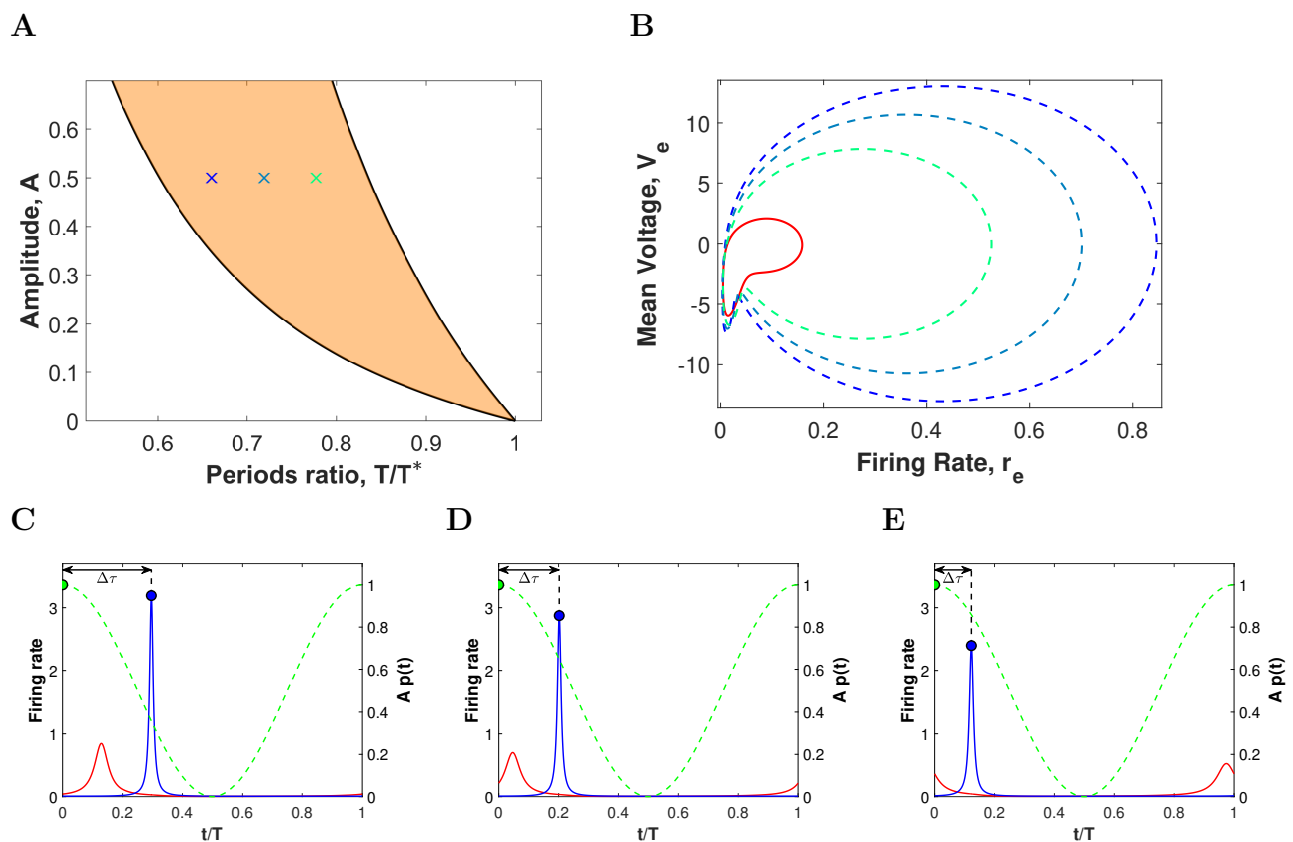 A
Amplitude, A
0.6
0.5
0.4
0.3
0.2
0.1
0
0.6 0.7 0.8 0.9 1
Periods ratio, T/T*
B
Mean Voltage, V_e
10
5
0
-5
-10
0 0.2 0.4 0.6 0.8
Firing Rate, r_e
C
Δτ
Firing rate
3
2
1
0
A p(t)
1
0.8
0.6
0.4
0.2
0
0 0.2 0.4 0.6 0.8 1
t/T
D
Δτ
Firing rate
3
2
1
0
A p(t)
1
0.8
0.6
0.4
0.2
0
0 0.2 0.4 0.6 0.8 1
t/T
E
Δτ
Firing rate
3
2
1
0
A p(t)
1
0.8
0.6
0.4
0.2
0
0 0.2 0.4 0.6 0.8 1
t/T